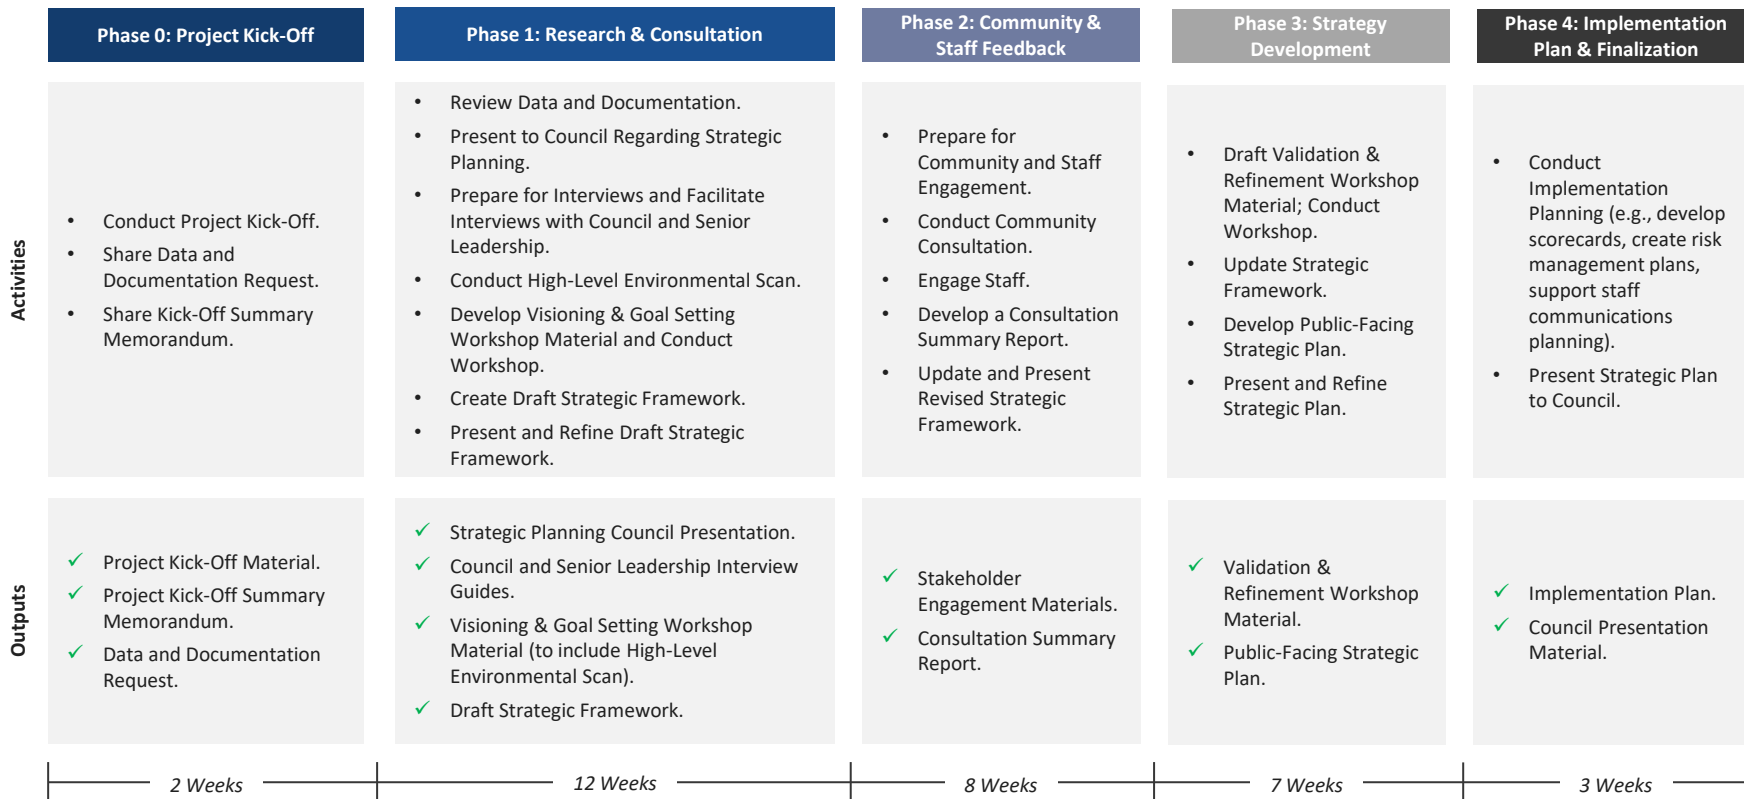 Phase 0: Project Kick-Off
Phase 1: Research & Consultation
Phase 2: Community &
Staff Feedback
Phase 3: Strategy
Development
Phase 4: Implementation
Plan & Finalization
Activities
• Conduct Project Kick-Off.
• Share Data and
Documentation Request.
• Share Kick-Off Summary
Memorandum.
• Review Data and Documentation.
• Present to Council Regarding Strategic
Planning.
• Prepare for Interviews and Facilitate
Interviews with Council and Senior
Leadership.
• Conduct High-Level Environmental Scan.
• Develop Visioning & Goal Setting
Workshop Material and Conduct
Workshop.
• Create Draft Strategic Framework.
• Present and Refine Draft Strategic
Framework.
• Prepare for
Community and Staff
Engagement.
• Conduct Community
Consultation.
• Engage Staff.
• Develop a Consultation
Summary Report.
• Update and Present
Revised Strategic
Framework.
• Draft Validation &
Refinement Workshop
Material; Conduct
Workshop.
• Update Strategic
Framework.
• Develop Public-Facing
Strategic Plan.
• Present and Refine
Strategic Plan.
• Conduct
Implementation
Planning (e.g., develop
scorecards, create risk
management plans,
support staff
communications
planning).
• Present Strategic Plan
to Council.
Outputs
✓ Project Kick-Off Material.
✓ Project Kick-Off Summary
Memorandum.
✓ Data and Documentation
Request.
✓ Strategic Planning Council Presentation.
✓ Council and Senior Leadership Interview
Guides.
✓ Visioning & Goal Setting Workshop
Material (to include High-Level
Environmental Scan).
✓ Draft Strategic Framework.
✓ Stakeholder
Engagement Materials.
✓ Consultation Summary
Report.
✓ Validation &
Refinement Workshop
Material.
✓ Public-Facing Strategic
Plan.
✓ Implementation Plan.
✓ Council Presentation
Material.
2 Weeks
12 Weeks
8 Weeks
7 Weeks
3 Weeks